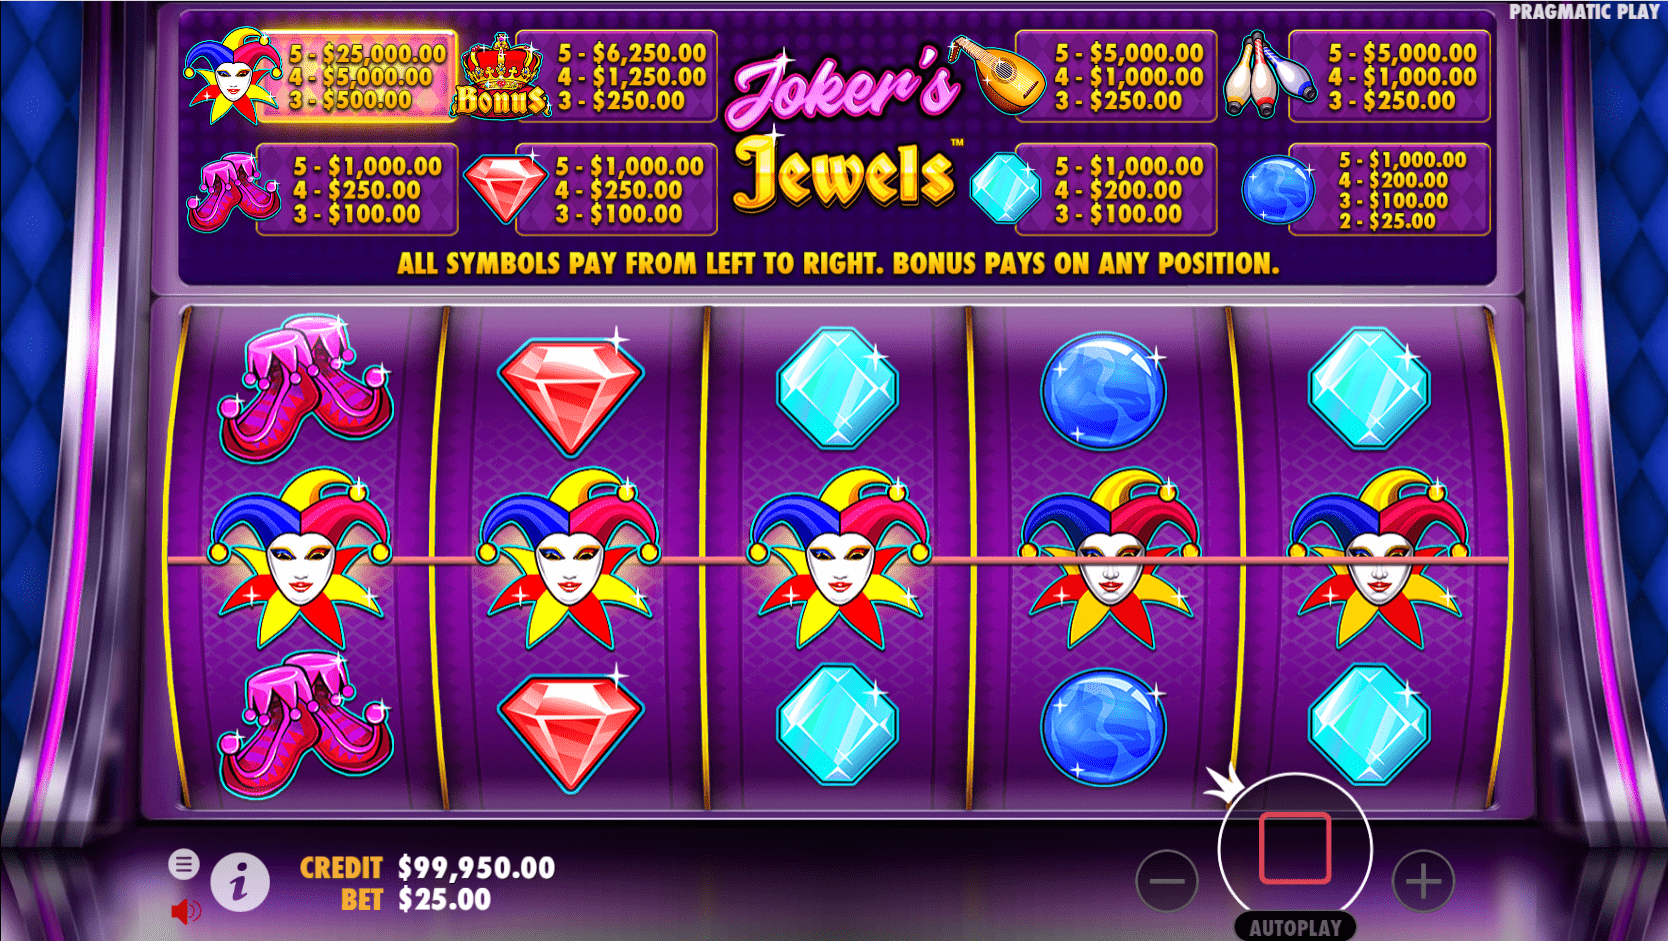 PRAGMATIC PLAY
5 - $25,000.00
4 - $5,000.00
3 - $500.00
BONUS
5 - $6,250.00
4 - $1,250.00
3 - $250.00
Joker's
Jewels™
5 - $5,000.00
4 - $1,000.00
3 - $250.00
5 - $5,000.00
4 - $1,000.00
3 - $250.00
5 - $1,000.00
4 - $250.00
3 - $100.00
5 - $1,000.00
4 - $250.00
3 - $100.00
5 - $1,000.00
4 - $200.00
3 - $100.00
5 - $1,000.00
4 - $200.00
3 - $100.00
2 - $25.00
ALL SYMBOLS PAY FROM LEFT TO RIGHT. BONUS PAYS ON ANY POSITION.
CREDIT $99,950.00
BET $25.00
AUTOPLAY